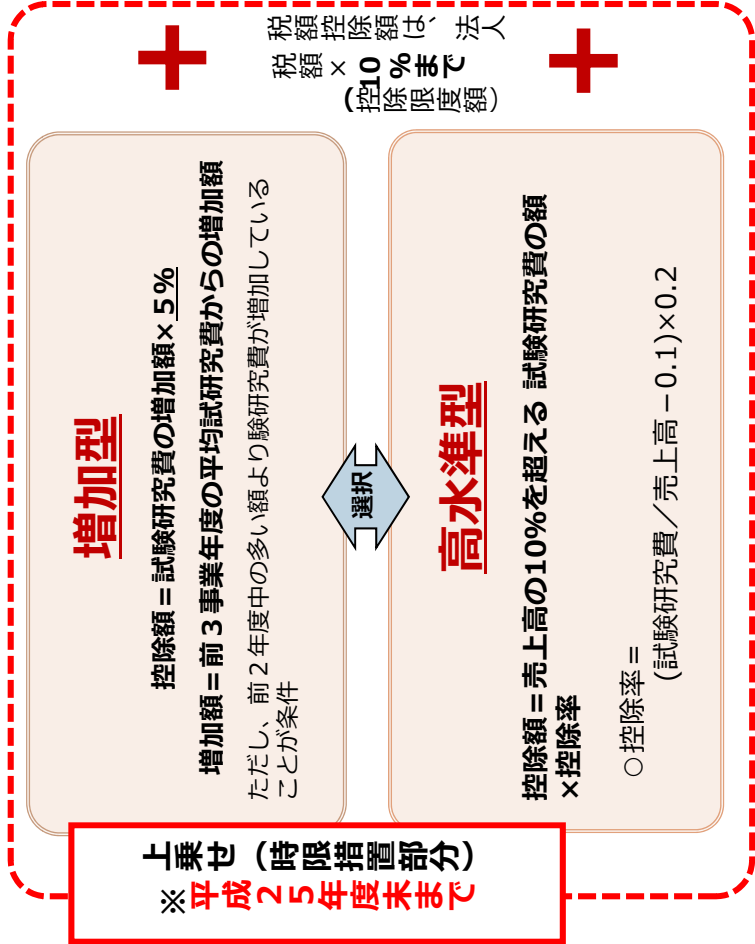 上乗せ（時限措置部分）
※平成２５年度末まで
増加型
控除額＝試験研究費の増加額×5%
増加額＝前３事業年度の平均試研究費からの増加額
ただし、前２年度中の多い額より験研究費が増加している
ことが条件
選択
高水準型
控除額＝売上高の10%を超える 試験研究費の額
×控除率
○控除率＝
(試験研究費／売上高－0.1)×0.2
＋
税額控除額は、法人
税額×10%まで
(控除限度額)
＋